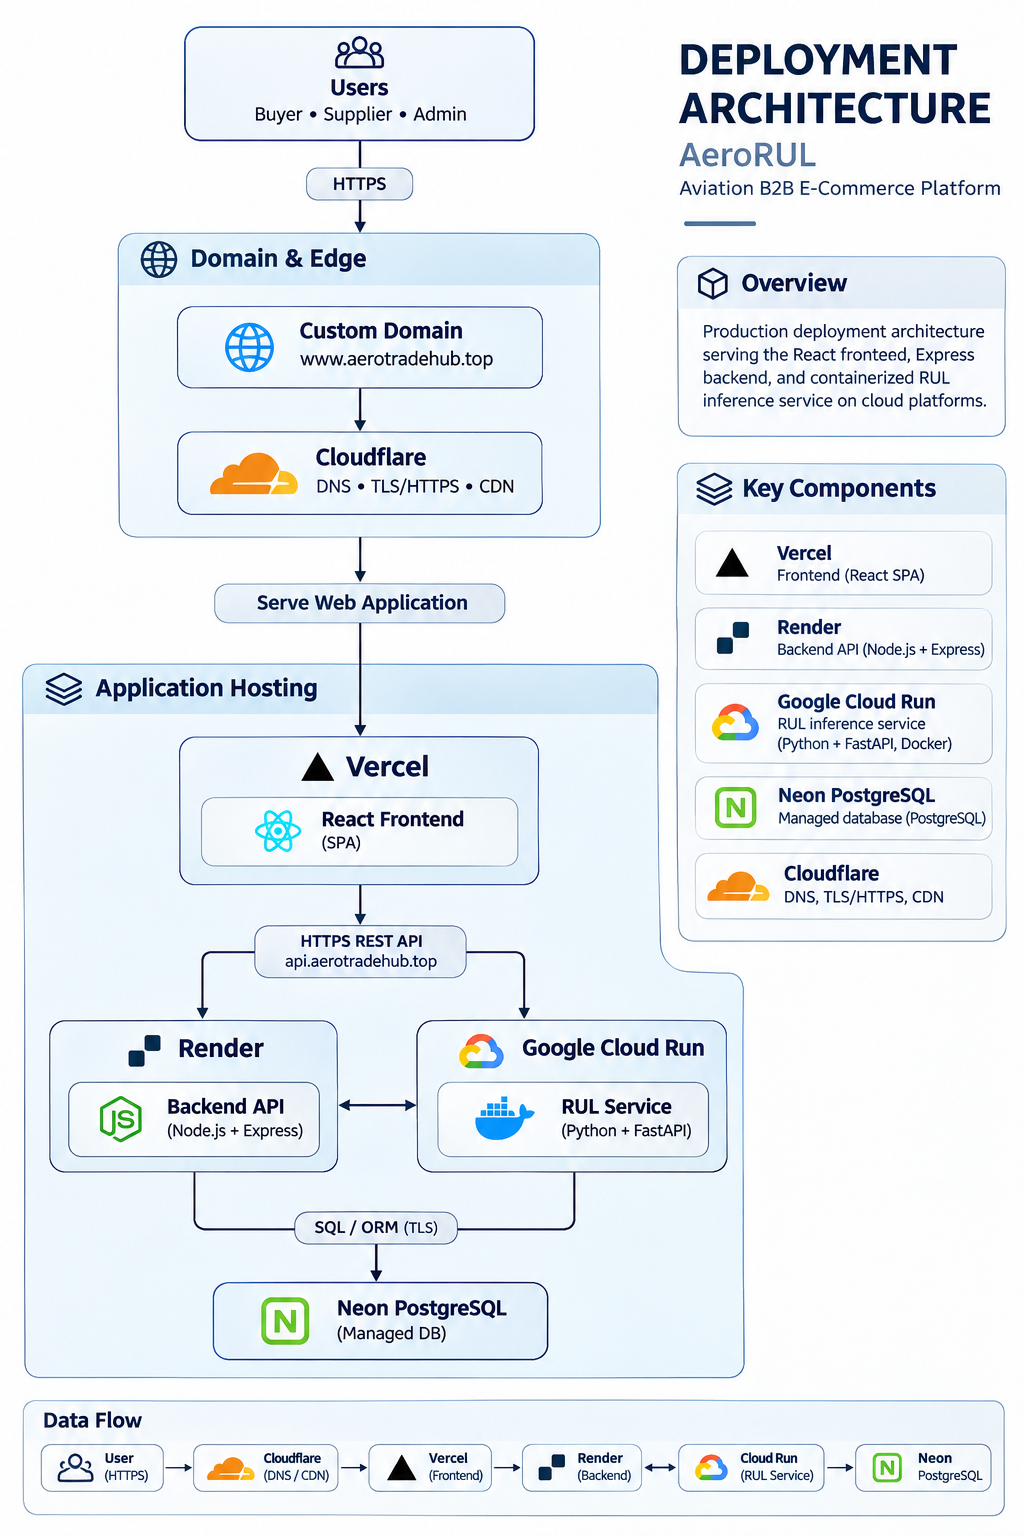 Users
Buyer • Supplier • Admin
HTTPS
DEPLOYMENT
ARCHITECTURE
AeroRUL
Aviation B2B E-Commerce Platform
Domain & Edge
Custom Domain
www.aerotradehub.top
Cloudflare
DNS • TLS/HTTPS • CDN
Overview
Production deployment architecture
serving the React fronteed, Express
backend, and containerized RUL
inference service on cloud platforms.
Key Components
Vercel
Frontend (React SPA)
Render
Backend API (Node.js + Express)
Google Cloud Run
RUL inference service
(Python + FastAPI, Docker)
Neon PostgreSQL
Managed database (PostgreSQL)
Cloudflare
DNS, TLS/HTTPS, CDN
Serve Web Application
Application Hosting
Vercel
React Frontend
(SPA)
HTTPS REST API
api.aerotradehub.top
Render
JS
Backend API
(Node.js + Express)
Google Cloud Run
RUL Service
(Python + FastAPI)
SQL / ORM (TLS)
N
Neon PostgreSQL
(Managed DB)
Data Flow
User
(HTTPS)
Cloudflare
(DNS / CDN)
Vercel
(Frontend)
Render
(Backend)
Cloud Run
(RUL Service)
N
Neon
PostgreSQL